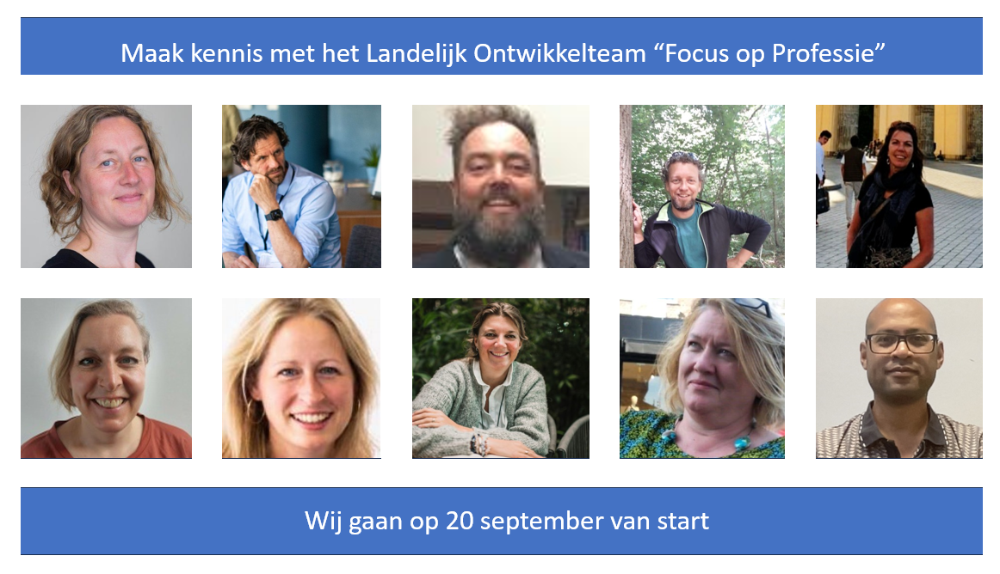 Maak kennis met het Landelijk Ontwikkelteam “Focus op Professie”
Wij gaan op 20 september van start